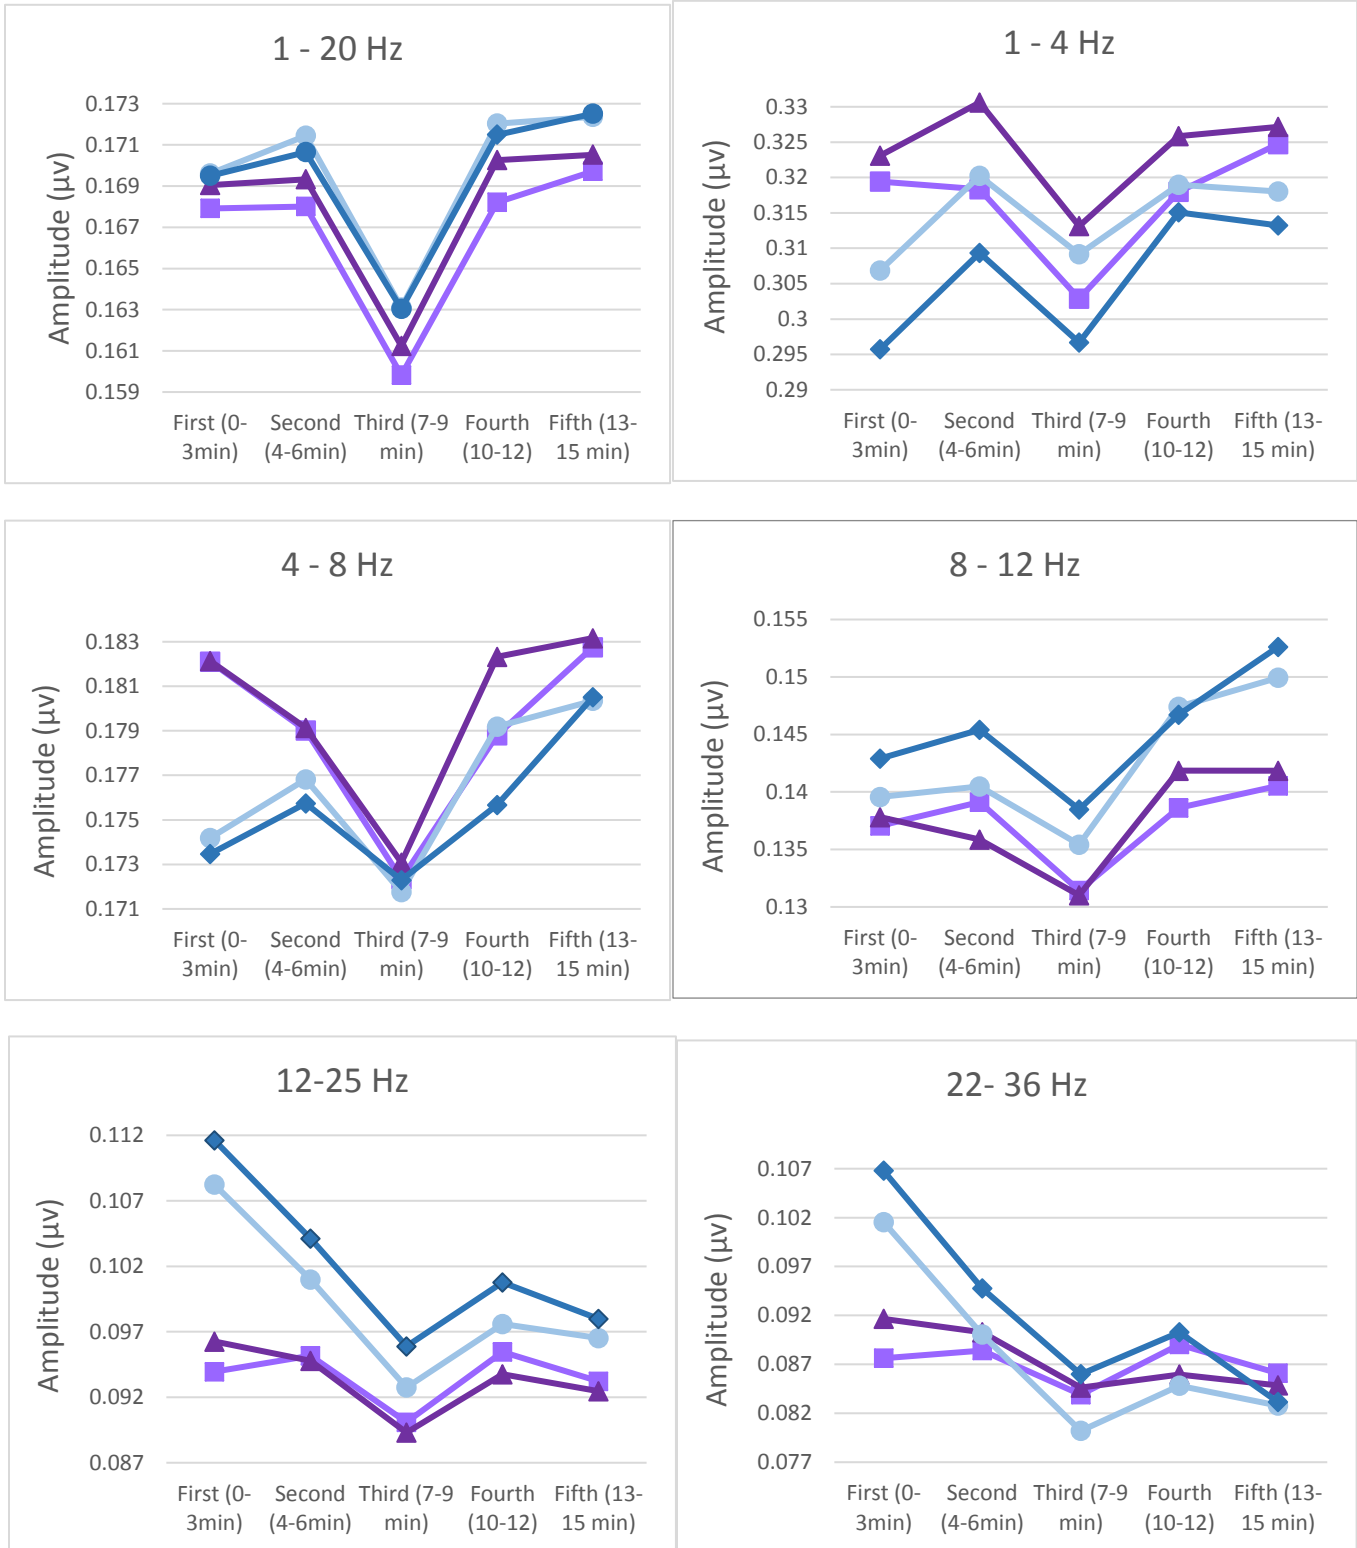 1 - 20 Hz
Amplitude (µv)
0.173
0.171
0.169
0.167
0.165
0.163
0.161
0.159
First (0-
3min)
Second
(4-6min)
Third (7-9
min)
Fourth
(10-12)
Fifth (13-
15 min)
1 - 4 Hz
Amplitude (µv)
0.33
0.325
0.32
0.315
0.31
0.305
0.3
0.295
0.29
First (0-
3min)
Second
(4-6min)
Third (7-9
min)
Fourth
(10-12)
Fifth (13-
15 min)
4 - 8 Hz
Amplitude (µv)
0.183
0.181
0.179
0.177
0.175
0.173
0.171
First (0-
3min)
Second
(4-6min)
Third (7-9
min)
Fourth
(10-12)
Fifth (13-
15 min)
8 - 12 Hz
Amplitude (µv)
0.155
0.15
0.145
0.14
0.135
0.13
First (0-
3min)
Second
(4-6min)
Third (7-9
min)
Fourth
(10-12)
Fifth (13-
15 min)
12-25 Hz
Amplitude (µv)
0.112
0.107
0.102
0.097
0.092
0.087
First (0-
3min)
Second
(4-6min)
Third (7-9
min)
Fourth
(10-12)
Fifth (13-
15 min)
22- 36 Hz
Amplitude (µv)
0.107
0.102
0.097
0.092
0.087
0.082
0.077
First (0-
3min)
Second
(4-6min)
Third (7-9
min)
Fourth
(10-12)
Fifth (13-
15 min)